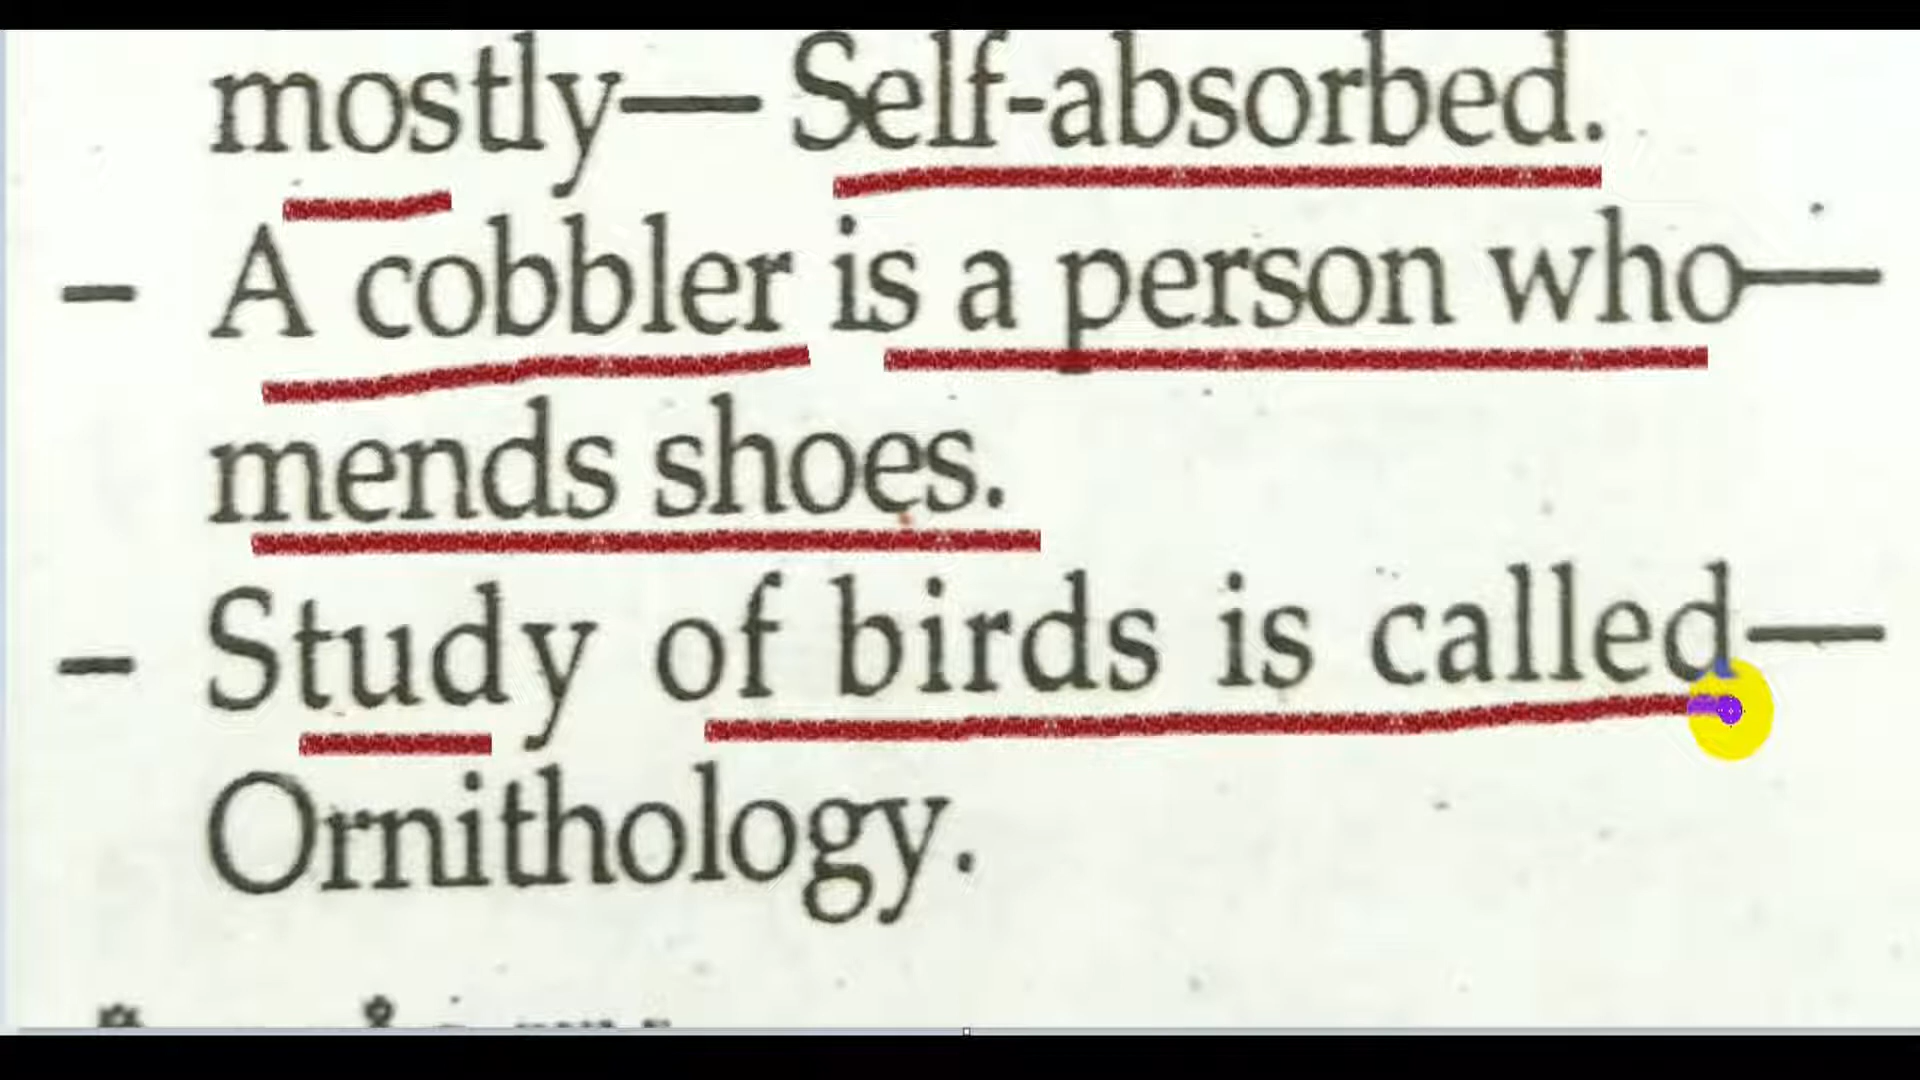 mostly— Self-absorbed.
– A cobbler is a person who—
mends shoes.
– Study of birds is called—
Ornithology.